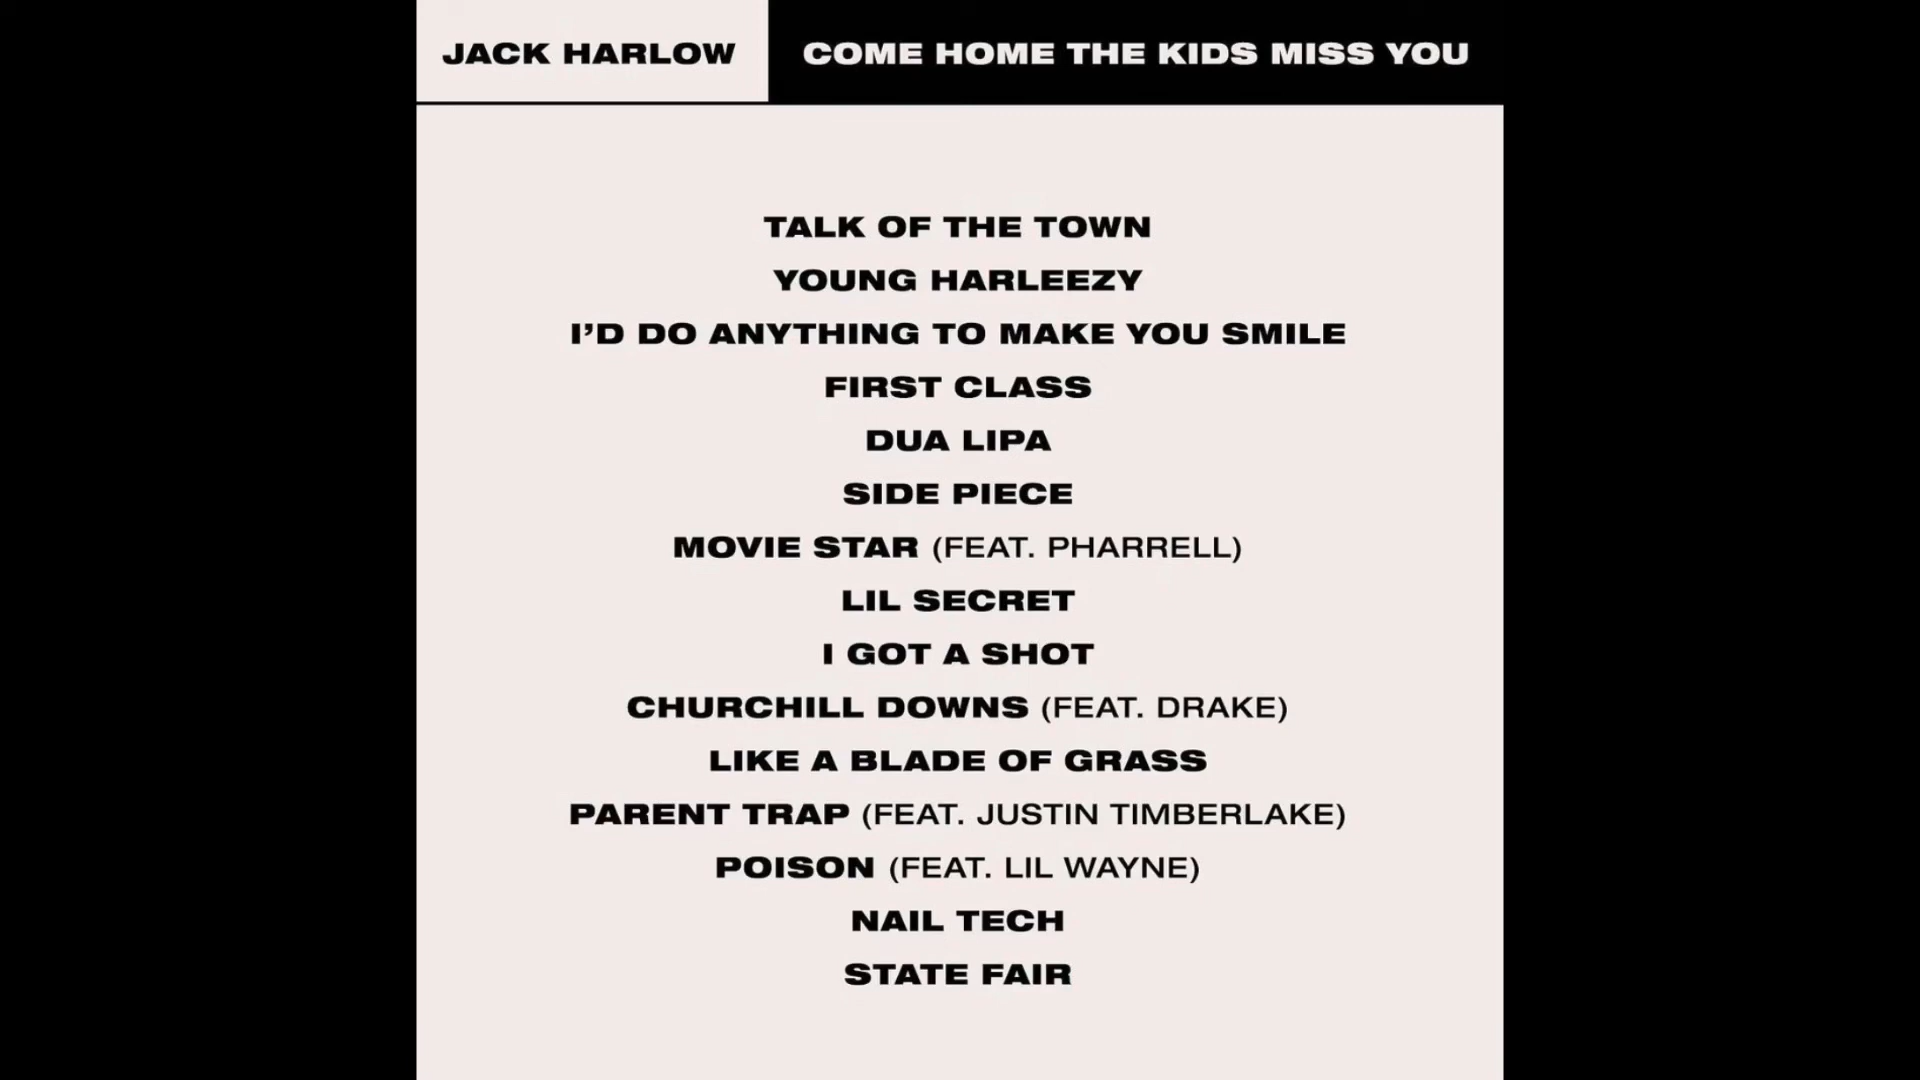 JACK HARLOW
COME HOME THE KIDS MISS YOU
TALK OF THE TOWN
YOUNG HARLEEZY
I’D DO ANYTHING TO MAKE YOU SMILE
FIRST CLASS
DUA LIPA
SIDE PIECE
MOVIE STAR (FEAT. PHARRELL)
LIL SECRET
I GOT A SHOT
CHURCHILL DOWNS (FEAT. DRAKE)
LIKE A BLADE OF GRASS
PARENT TRAP (FEAT. JUSTIN TIMBERLAKE)
POISON (FEAT. LIL WAYNE)
NAIL TECH
STATE FAIR